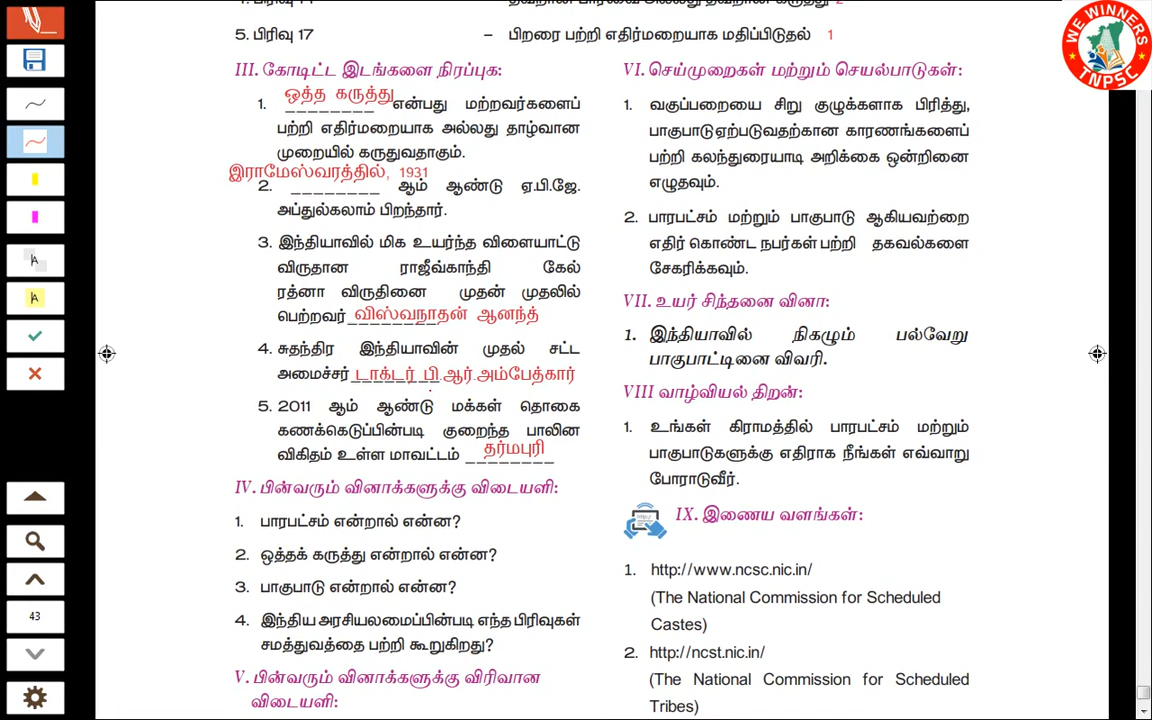 5. பிரிவு 17 – பிறரை பற்றி எதிர்மறையாக மதிப்பிடுதல் 1
III. கோடிட்ட இடங்களை நிரப்புக:
1. ஒத்த கருத்து ________ என்பது மற்றவர்களைப்
பற்றி எதிர்மறையாக அல்லது தாழ்வான
முறையில் கருதுவதாகும்.
இராமேஸ்வரத்தில், 1931
2. ________ ஆம் ஆண்டு ஏ.பி.ஜே.
அப்துல்கலாம் பிறந்தார்.
3. இந்தியாவில் மிக உயர்ந்த விளையாட்டு
விருதான ராஜீவ்காந்தி கேல்
ரத்னா விருதினை முதன் முதலில்
பெற்றவர் ________ விஸ்வநாதன் ஆனந்த்
4. சுதந்திர இந்தியாவின் முதல் சட்ட
அமைச்சர் ________ டாக்டர் பி.ஆர்.அம்பேத்கார்
5. 2011 ஆம் ஆண்டு மக்கள் தொகை
கணக்கெடுப்பின்படி குறைந்த பாலின
விகிதம் உள்ள மாவட்டம் ________ தர்மபுரி
IV. பின்வரும் வினாக்களுக்கு விடையளி:
1. பாரபட்சம் என்றால் என்ன?
2. ஒத்தக் கருத்து என்றால் என்ன?
3. பாகுபாடு என்றால் என்ன?
4. இந்திய அரசியலமைப்பின்படி எந்த பிரிவுகள்
சமத்துவத்தை பற்றி கூறுகிறது?
V. பின்வரும் வினாக்களுக்கு விரிவான
விடையளி:
VI. செய்முறைகள் மற்றும் செயல்பாடுகள்:
1. வகுப்பறையை சிறு குழுக்களாக பிரித்து,
பாகுபாடுஏற்படுவதற்கான காரணங்களைப்
பற்றி கலந்துரையாடி அறிக்கை ஒன்றினை
எழுதவும்.
2. பாரபட்சம் மற்றும் பாகுபாடு ஆகியவற்றை
எதிர் கொண்ட நபர்கள் பற்றி தகவல்களை
சேகரிக்கவும்.
VII. உயர் சிந்தனை வினா:
1. இந்தியாவில் நிகழும் பல்வேறு
பாகுபாட்டினை விவரி.
VIII வாழ்வியல் திறன்:
1. உங்கள் கிராமத்தில் பாரபட்சம் மற்றும்
பாகுபாடுகளுக்கு எதிராக நீங்கள் எவ்வாறு
போராடுவீர்.
IX. இணைய வளங்கள்:
1. http://www.ncsc.nic.in/
(The National Commission for Scheduled
Castes)
2. http://ncst.nic.in/
(The National Commission for Scheduled
Tribes)
WE WINNERS
TNPSC
43